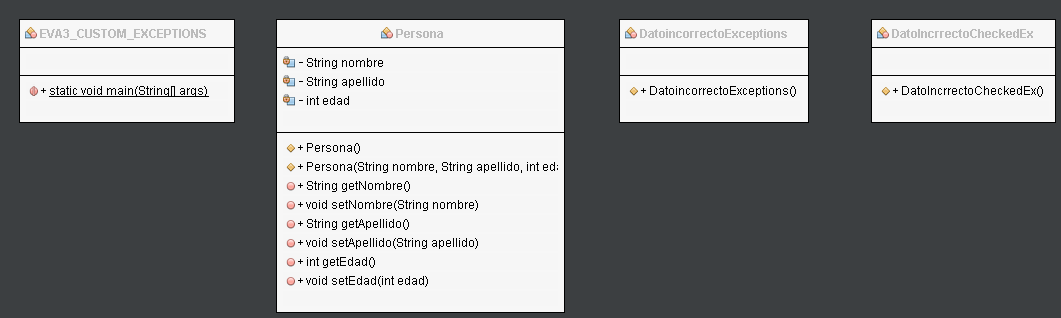 EVA3_CUSTOM_EXCEPTIONS
+ static void main(String[] args)
Persona
- String nombre
- String apellido
- int edad
+ Persona()
+ Persona(String nombre, String apellido, int eda
+ String getNombre()
+ void setNombre(String nombre)
+ String getApellido()
+ void setApellido(String apellido)
+ int getEdad()
+ void setEdad(int edad)
DatoincorrectoExceptions
+ DatoincorrectoExceptions()
DatoIncrrectoCheckedEx
+ DatoIncrrectoCheckedEx()